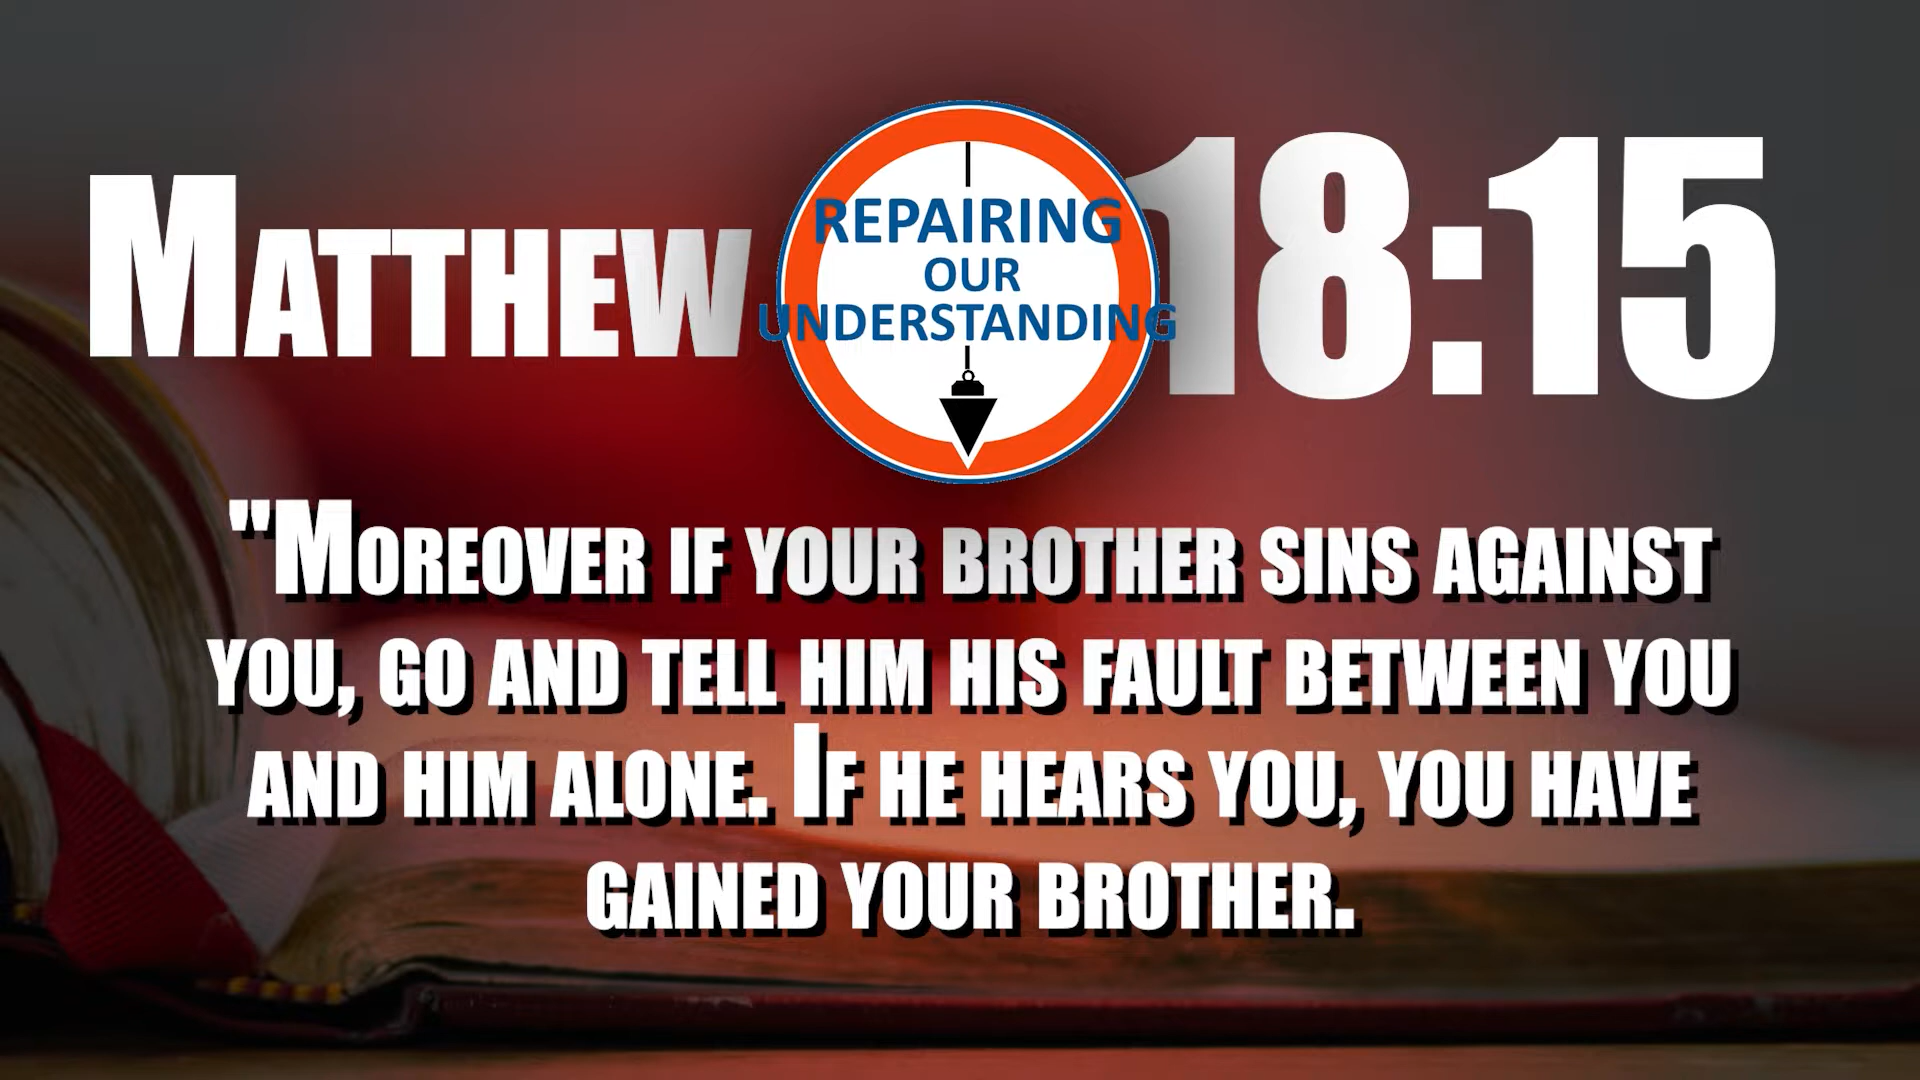 Matthew 18:15
REPAIRING
OUR
UNDERSTANDING
"Moreover if your brother sins against
you, go and tell him his fault between you
and him alone. If he hears you, you have
gained your brother.